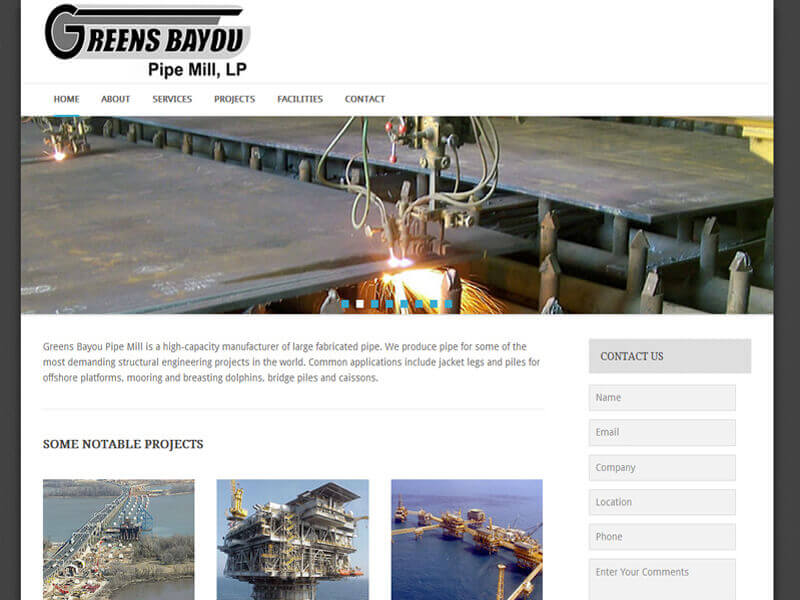 GREENS BAYOU
Pipe Mill, LP
HOME ABOUT SERVICES PROJECTS FACILITIES CONTACT
Greens Bayou Pipe Mill is a high-capacity manufacturer of large fabricated pipe. We produce pipe for some of the
most demanding structural engineering projects in the world. Common applications include jacket legs and piles for
offshore platforms, mooring and breasting dolphins, bridge piles and caissons.
CONTACT US
Name
Email
Company
Location
Phone
Enter Your Comments
SOME NOTABLE PROJECTS